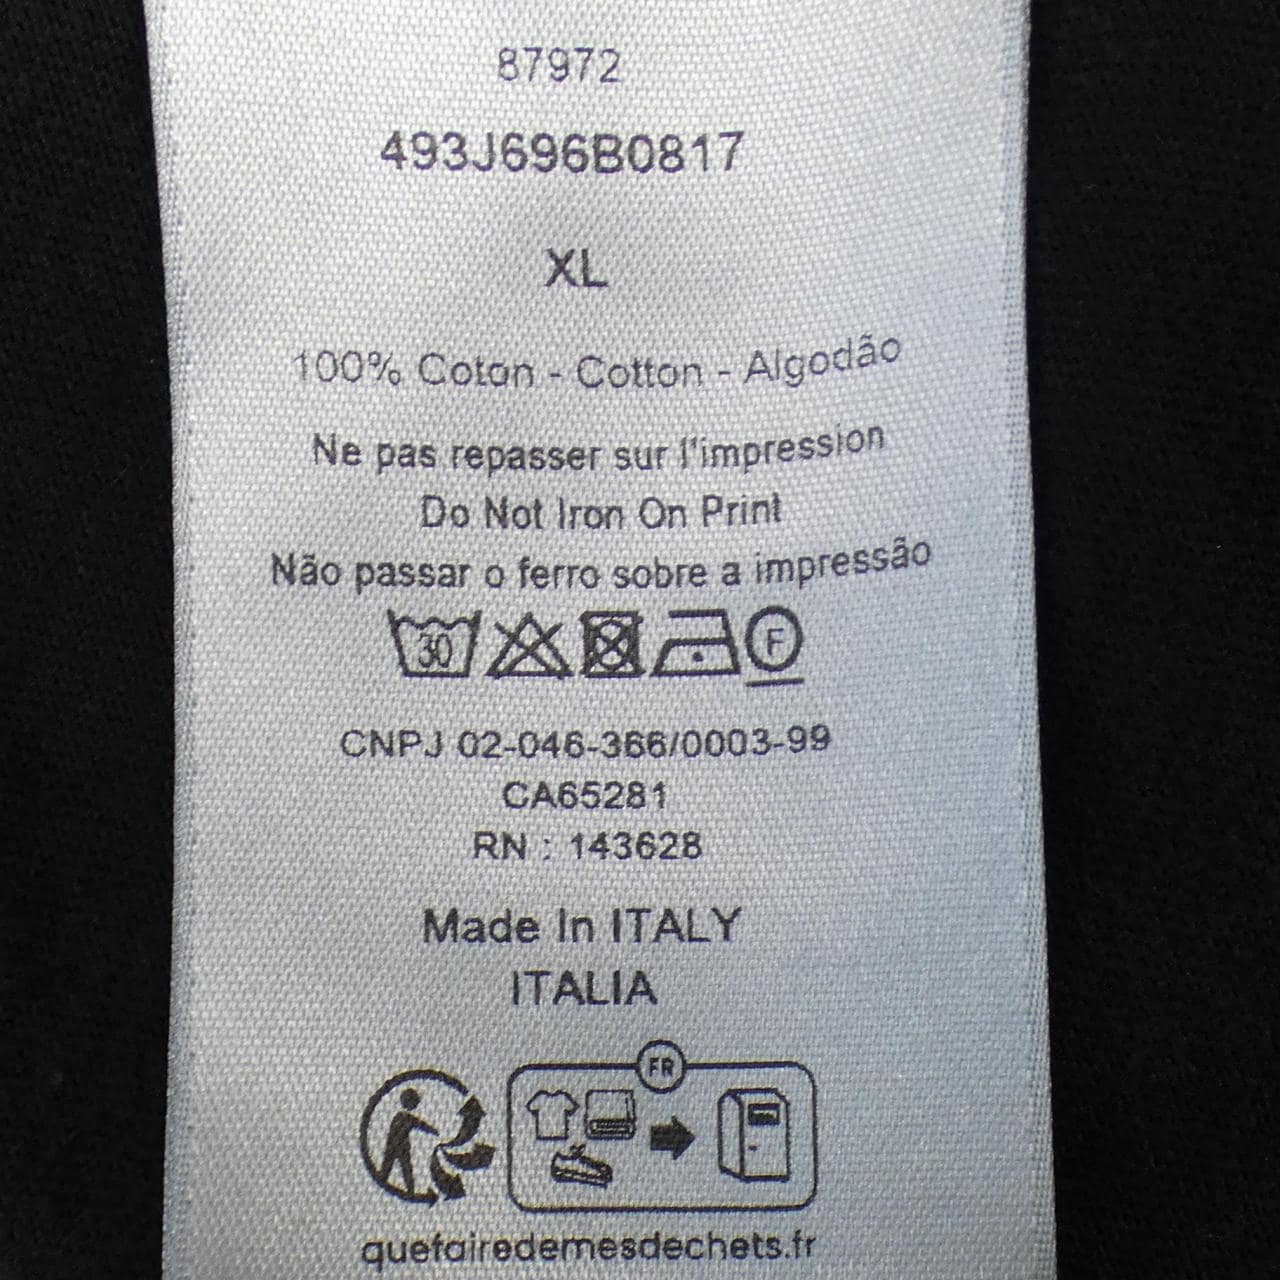 87972
493J696B0817
XL
100% Coton - Cotton - Algodão
Ne pas repasser sur l'impression
Do Not Iron On Print
Não passar o ferro sobre a impressão
30 F
CNPJ 02-046-366/0003-99
CA65281
RN : 143628
Made In ITALY
ITALIA
FR
quefairedemesdechets.fr